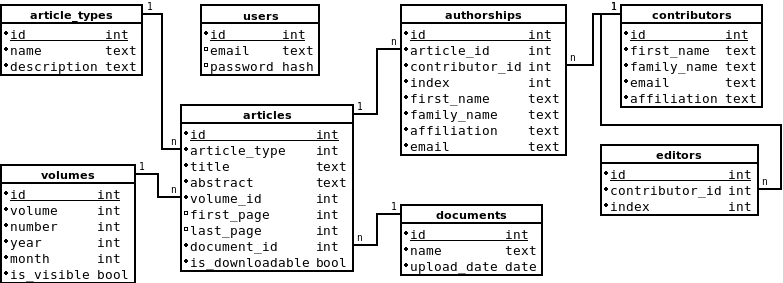 article_types
id int
name text
description text
1
users
id int
email text
password hash
authorships
id int
article_id int
contributor_id int
index int
first_name text
family_name text
affiliation text
email text
n
n
contributors
id int
first_name text
family_name text
email text
affiliation text
1
articles
id int
article_type int
title text
abstract text
volume_id int
first_page int
last_page int
document_id int
is_downloadable bool
1
n
n
n
volumes
id int
volume int
number int
year int
month int
is_visible bool
1
documents
id int
name text
upload_date date
1
editors
id int
contributor_id int
index int
n